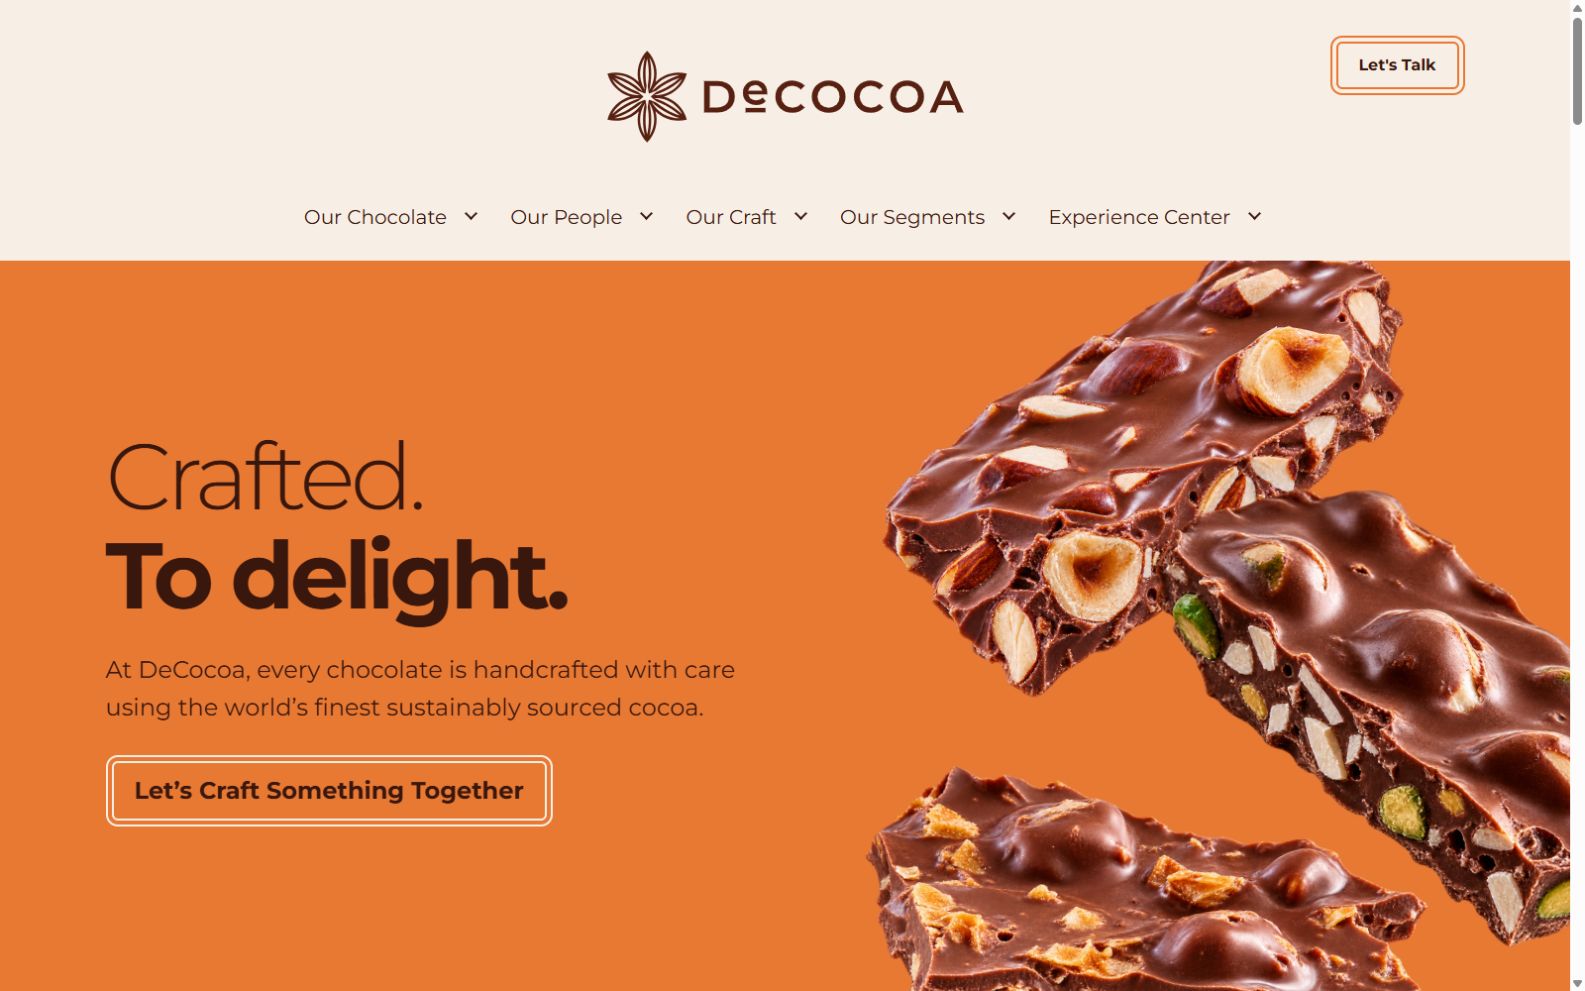 DeCOCOA
Let's Talk
Our Chocolate
Our People
Our Craft
Our Segments
Experience Center
Crafted.
To delight.
At DeCocoa, every chocolate is handcrafted with care
using the world’s finest sustainably sourced cocoa.
Let’s Craft Something Together